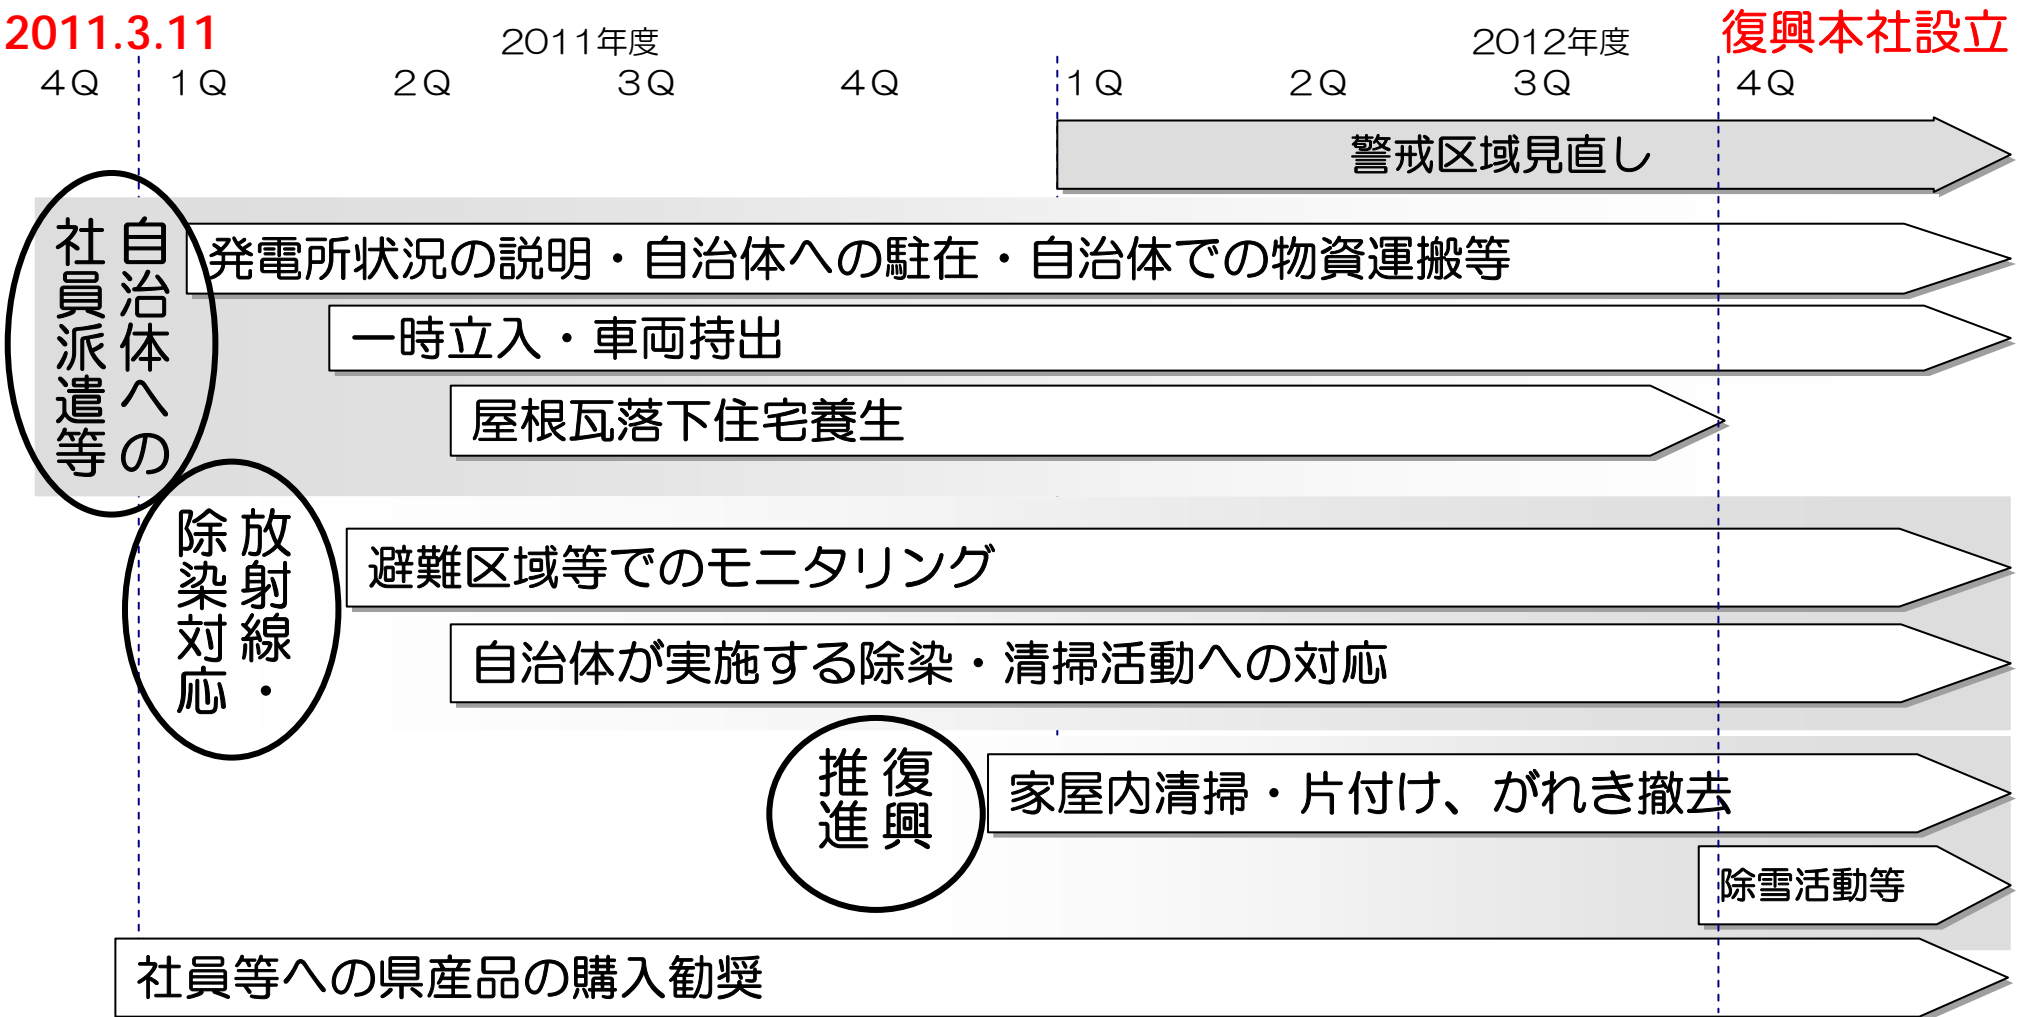 2011.3.11
2011年度
2012年度
復興本社設立
4Q 1Q 2Q 3Q 4Q 1Q 2Q 3Q 4Q
警戒区域見直し
自治体への
社員派遣等
発電所状況の説明・自治体への駐在・自治体での物資運搬等
一時立入・車両持出
屋根瓦落下住宅養生
放射線・
除染対応
避難区域等でのモニタリング
自治体が実施する除染・清掃活動への対応
復興
推進
家屋内清掃・片付け、がれき撤去
除雪活動等
社員等への県産品の購入勧奨